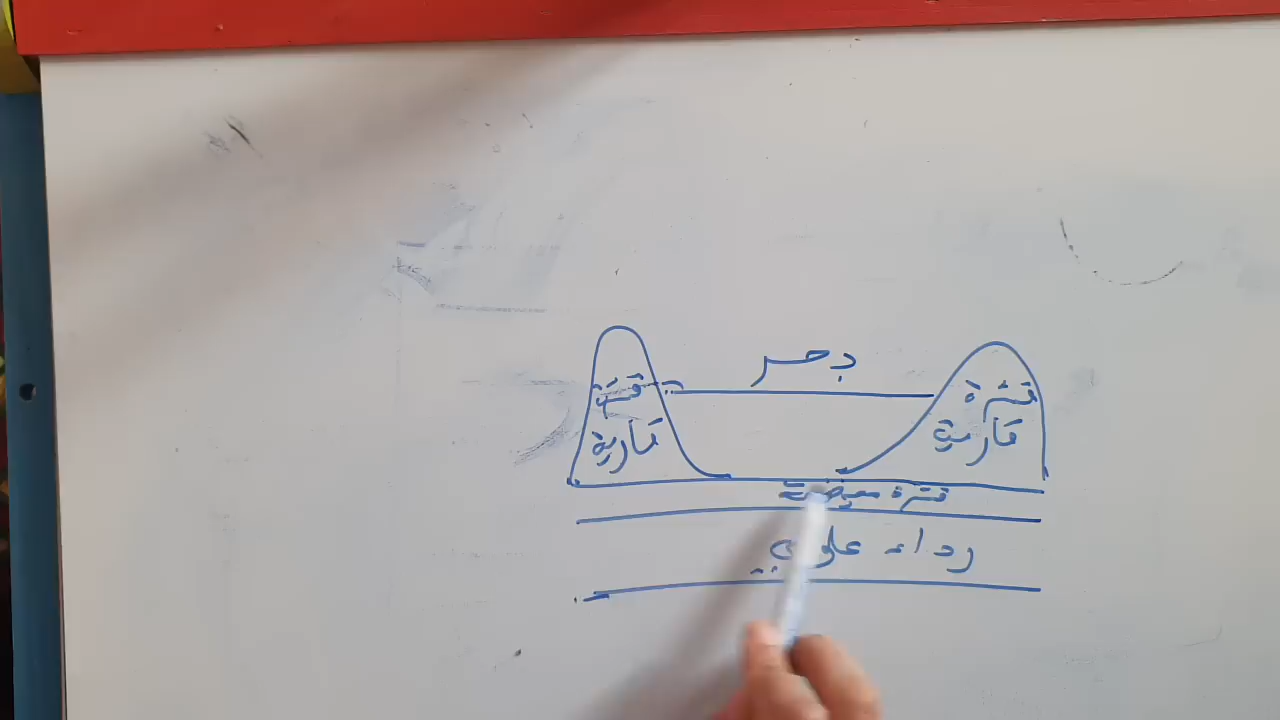 بحر
قشرة
قارية
قشرة
قارية
قشرة محيطية
رداء علوي